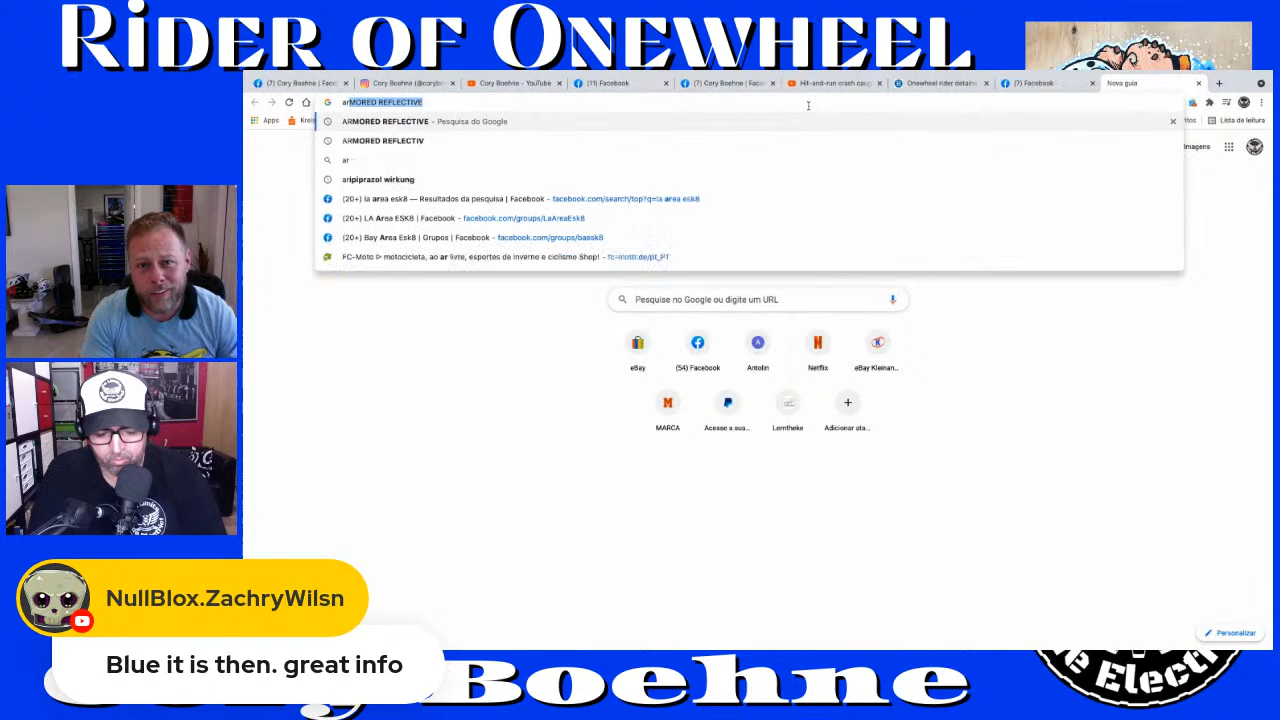 Rider of Onewheel
(7) Cory Boehne | Face
Cory Boehne (@coryb
Cory Boehne - YouTube
(11) Facebook
(7) Cory Boehne | Face
Hit-and-run crash caug
Onewheel rider detains
(7) Facebook
Nova guia
arMORED REFLECTIVE
Apps
Kreis
ARMORED REFLECTIVE - Pesquisa do Google
Lista de leitura
ARMORED REFLECTIV
Imagens
ar
aripiprazol wirkung
(20+) la area esk8 — Resultados da pesquisa | Facebook - facebook.com/search/top?q=la area esk8
(20+) LA Area ESK8 | Facebook - facebook.com/groups/LaAreaEsk8
(20+) Bay Area Esk8 | Grupos | Facebook - facebook.com/groups/baesk8
FC-Moto ▷ motocicleta, ao ar livre, esportes de inverno e ciclismo Shop! - fc-moto.de/pt_PT
Pesquise no Google ou digite um URL
eBay
(54) Facebook
Antolin
Netflix
eBay Kleinan...
MARCA
Acesse a sua...
Lerntheke
Adicionar ata...
Personalizar
NullBlox.ZachryWilsn
Blue it is then. great info
Boehne
e Electri